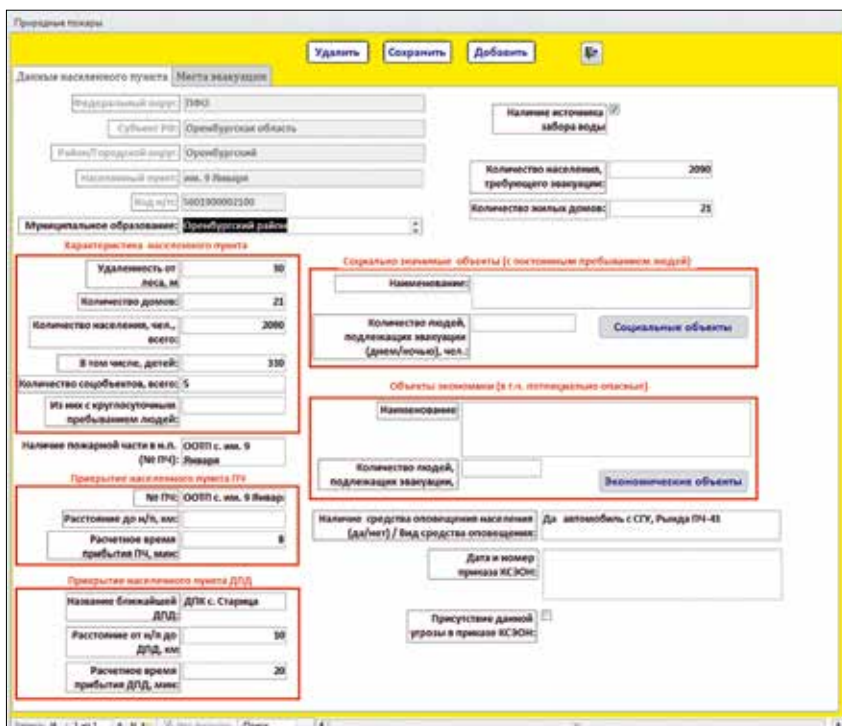 Природные пожары
Удалить Сохранить Добавить
Данные населенного пункта Места эвакуации
Федеральный округ: ПФО
Субъект РФ: Оренбургская область
Район/Городской округ: Оренбургский
Населенный пункт: им. 9 Января
Код н/п: 5601900002100
Муниципальное образование: Оренбургский район
Наличие источника
забора воды
Количество населения,
требующего эвакуации: 2090
Количество жилых домов: 21
Характеристика населенного пункта
Удаленность от
леса, м 30
Количество домов: 21
Количество населения, чел.,
всего: 2090
В том числе, детей: 330
Количество соцобъектов, всего: 5
Из них с круглосуточным
пребыванием людей:
Наличие пожарной части в н.п.
(№ ПЧ): ООТП с. им. 9
Января
Прикрытие населенного пункта ПЧ
№ ПЧ: ООТП с. им. 9 Январ
Расстояние до н/п, км:
Расчетное время
прибытия ПЧ, мин: 8
Прикрытие населенного пункта ДПД
Название ближайшей
ДПД: ДПК с. Старица
Расстояние от н/п до
ДПД, км 10
Расчетное время
прибытия ДПД, мин: 20
Социально значимые объекты (с постоянным пребыванием людей)
Наименование:
Количество людей,
подлежащих эвакуации
(днем/ночью), чел.:
Социальные объекты
Объекты экономики (в т.ч. потенциально опасные)
Наименование
Количество людей,
подлежащих эвакуации,
Экономические объекты
Наличие средства оповещения населения
(да/нет) / Вид средства оповещения: Да автомобиль с СГУ, Рында ПЧ-41
Дата и номер
приказа КСЭОН:
Присутствие данной
угрозы в приказе КСЭОН: